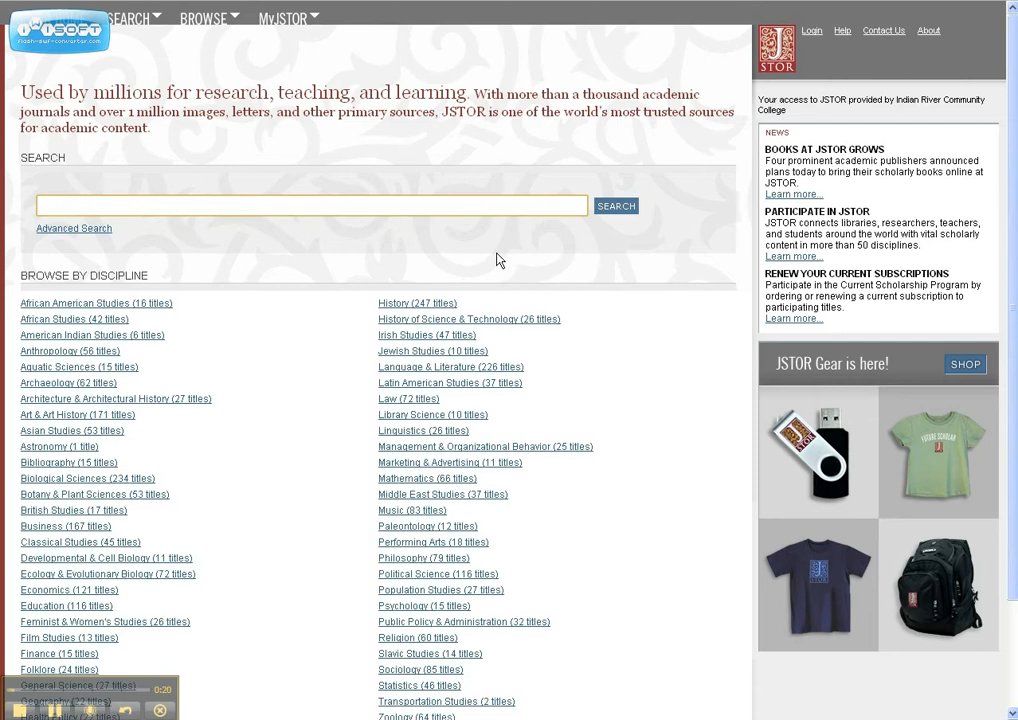 SEARCH
BROWSE
MyJSTOR
iWiSOFT
flash-swf-converter.com
Login
Help
Contact Us
About
JSTOR
Used by millions for research, teaching, and learning. With more than a thousand academic
journals and over 1 million images, letters, and other primary sources, JSTOR is one of the world's most trusted sources
for academic content.
SEARCH
SEARCH
Advanced Search
BROWSE BY DISCIPLINE
African American Studies (16 titles)
African Studies (42 titles)
American Indian Studies (6 titles)
Anthropology (56 titles)
Aquatic Sciences (15 titles)
Archaeology (62 titles)
Architecture & Architectural History (27 titles)
Art & Art History (171 titles)
Asian Studies (53 titles)
Astronomy (1 title)
Bibliography (15 titles)
Biological Sciences (234 titles)
Botany & Plant Sciences (53 titles)
British Studies (17 titles)
Business (167 titles)
Classical Studies (45 titles)
Developmental & Cell Biology (11 titles)
Ecology & Evolutionary Biology (72 titles)
Economics (121 titles)
Education (116 titles)
Feminist & Women's Studies (26 titles)
Film Studies (13 titles)
Finance (15 titles)
Folklore (24 titles)
General Science (27 titles)
Geography (22 titles)
Health Policy (22 titles)
History (247 titles)
History of Science & Technology (26 titles)
Irish Studies (47 titles)
Jewish Studies (10 titles)
Language & Literature (226 titles)
Latin American Studies (37 titles)
Law (72 titles)
Library Science (10 titles)
Linguistics (26 titles)
Management & Organizational Behavior (25 titles)
Marketing & Advertising (11 titles)
Mathematics (66 titles)
Middle East Studies (37 titles)
Music (83 titles)
Paleontology (12 titles)
Performing Arts (18 titles)
Philosophy (79 titles)
Political Science (116 titles)
Population Studies (27 titles)
Psychology (15 titles)
Public Policy & Administration (32 titles)
Religion (60 titles)
Slavic Studies (14 titles)
Sociology (85 titles)
Statistics (46 titles)
Transportation Studies (2 titles)
Zoology (64 titles)
Your access to JSTOR provided by Indian River Community
College
NEWS
BOOKS AT JSTOR GROWS
Four prominent academic publishers announced
plans today to bring their scholarly books online at
JSTOR.
Learn more...
PARTICIPATE IN JSTOR
JSTOR connects libraries, researchers, teachers,
and students around the world with vital scholarly
content in more than 50 disciplines.
Learn more...
RENEW YOUR CURRENT SUBSCRIPTIONS
Participate in the Current Scholarship Program by
ordering or renewing a current subscription to
participating titles.
Learn more...
JSTOR Gear is here!
SHOP
FUTURE SCHOLAR
0:20